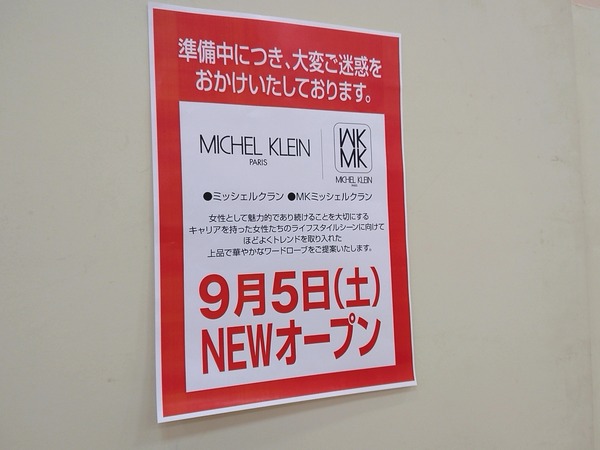 準備中につき、大変ご迷惑を
おかけいたしております。
MICHEL KLEIN
PARIS
MK
MK
MICHEL KLEIN
PARIS
●ミッシェルクラン ●MKミッシェルクラン
女性として魅力的であり続けることを大切にする
キャリアを持った女性たちのライフスタイルシーンに向けて
ほどよくトレンドを取り入れた
上品で華やかなワードローブをご提案いたします。
9月5日(土)
NEWオープン